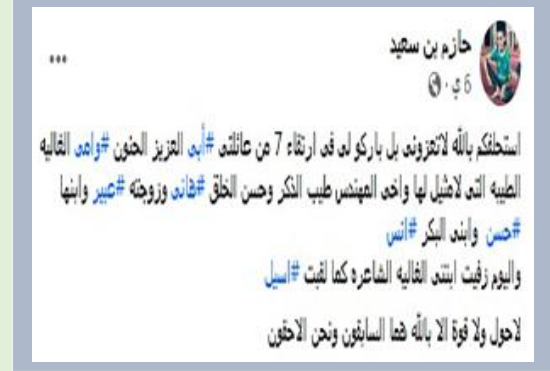 حازم بن سعيد
6 ي ·
استحلفكم بالله لاتعزونى بل باركو لى فى ارتقاء 7 من عائلتى #أبى العزيز الحنون #وامى الغاليه
الطيبه التى لامثيل لها واخى المهندس طيب الذكر وحسن الخلق #هانى وزوجته #عبير وابنها
#حسن وابنى البكر #انس
واليوم زفيت ابنتى الغاليه الشاعره كما لقبت #اسيل
لاحول ولا قوة الا بالله هما السابقون ونحن الاحقون